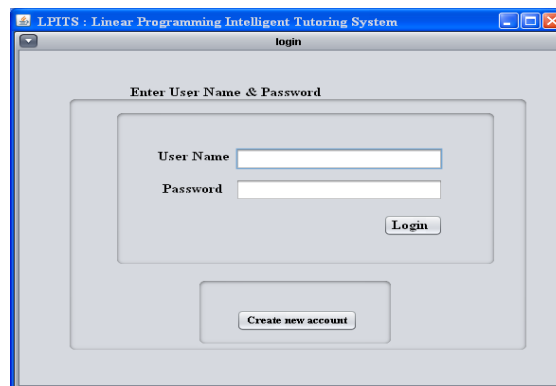 LPITS : Linear Programming Intelligent Tutoring System
login
Enter User Name & Password
User Name
Password
Login
Create new account